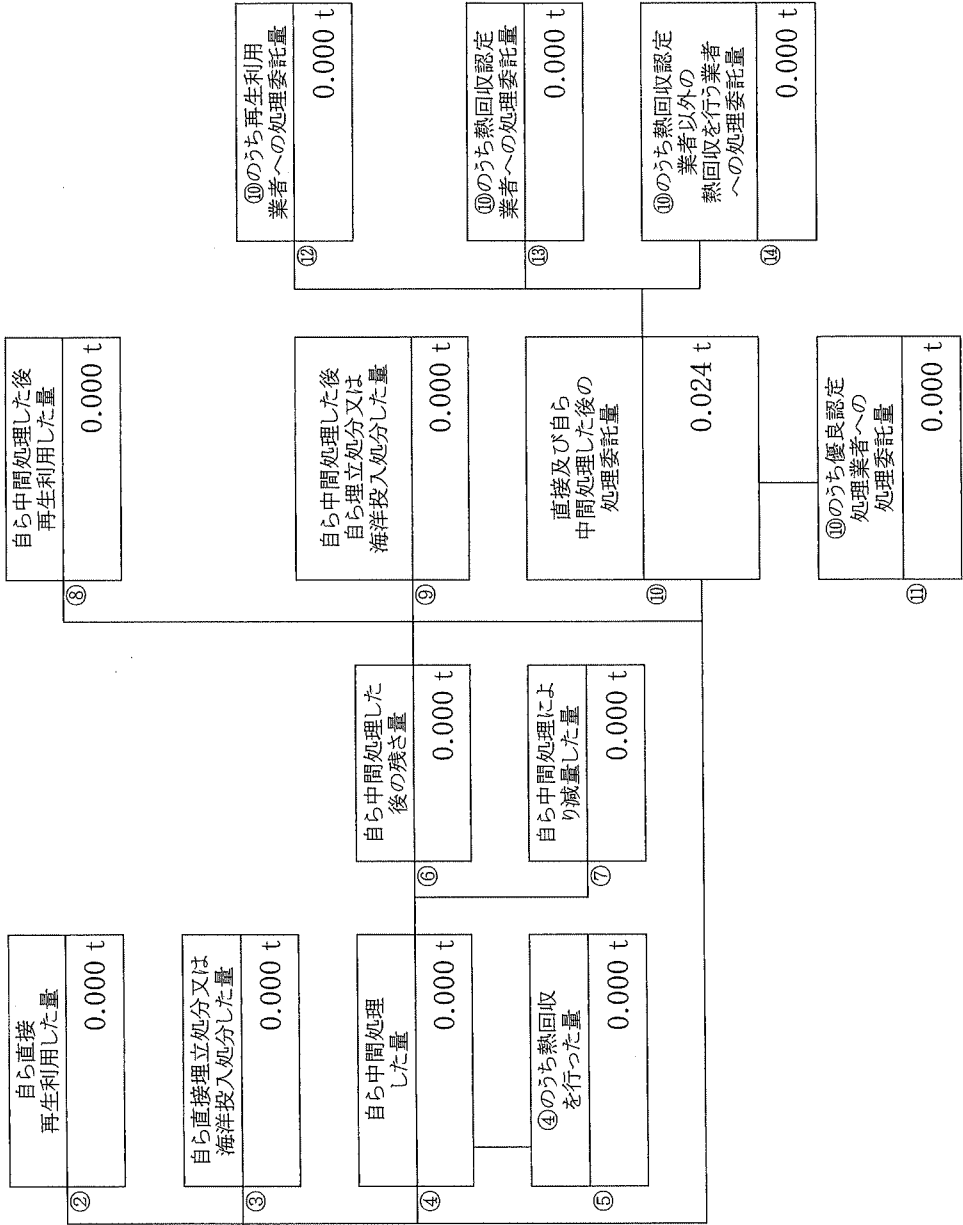 ②
自ら直接
再生利用した量
0.000 t
③
自ら直接埋立処分又は
海洋投入処分した量
0.000 t
④
自ら中間処理
した量
0.000 t
⑤
④のうち熱回収
を行った量
0.000 t
⑥
自ら中間処理した
後の残さ量
0.000 t
⑦
自ら中間処理によ
り減量した量
0.000 t
⑧
自ら中間処理した後
再生利用した量
0.000 t
⑨
自ら中間処理した後
自ら埋立処分又は
海洋投入処分した量
0.000 t
⑩
直接及び自ら
中間処理した後の
処理委託量
0.024 t
⑪
⑩のうち優良認定
処理業者への
処理委託量
0.000 t
⑫
⑩のうち再生利用
業者への処理委託量
0.000 t
⑬
⑩のうち熱回収認定
業者への処理委託量
0.000 t
⑭
⑩のうち熱回収認定
業者以外の
熱回収を行う業者
への処理委託量
0.000 t